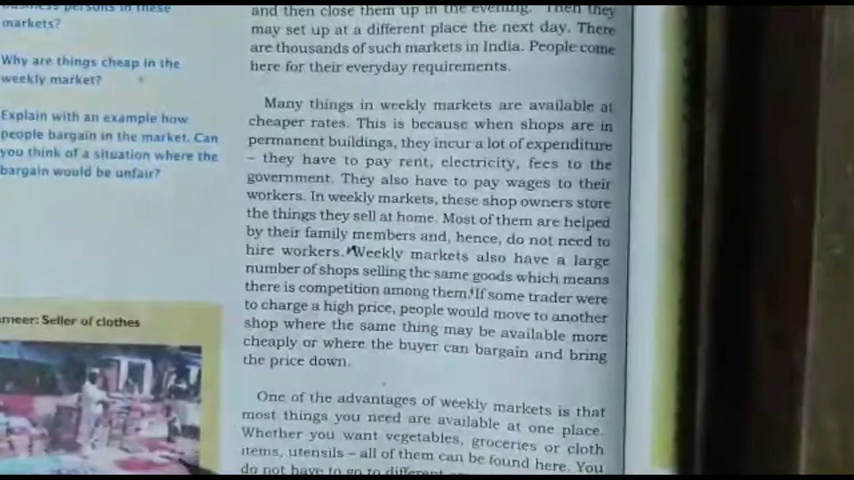 business persons in these
markets?
Why are things cheap in the
weekly market?
Explain with an example how
people bargain in the market. Can
you think of a situation where the
bargain would be unfair?
ameer: Seller of clothes
and then close them up in the evening. Then they
may set up at a different place the next day. There
are thousands of such markets in India. People come
here for their everyday requirements.
Many things in weekly markets are available at
cheaper rates. This is because when shops are in
permanent buildings, they incur a lot of expenditure
– they have to pay rent, electricity, fees to the
government. They also have to pay wages to their
workers. In weekly markets, these shop owners store
the things they sell at home. Most of them are helped
by their family members and, hence, do not need to
hire workers. Weekly markets also have a large
number of shops selling the same goods which means
there is competition among them. If some trader were
to charge a high price, people would move to another
shop where the same thing may be available more
cheaply or where the buyer can bargain and bring
the price down.
One of the advantages of weekly markets is that
most things you need are available at one place.
Whether you want vegetables, groceries or cloth
items, utensils – all of them can be found here. You
do not have to go to different